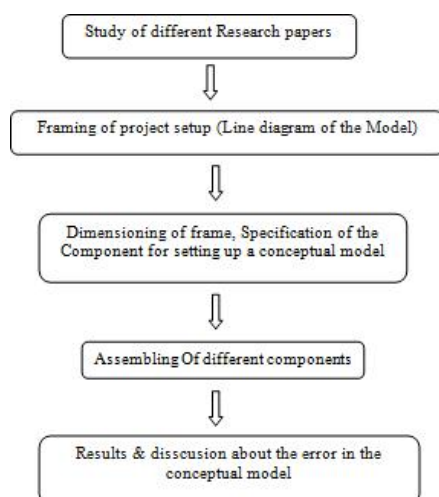 Study of different Research papers
Framing of project setup (Line diagram of the Model)
Dimensioning of frame, Specification of the
Component for setting up a conceptual model
Assembling Of different components
Results & disscusion about the error in the
conceptual model